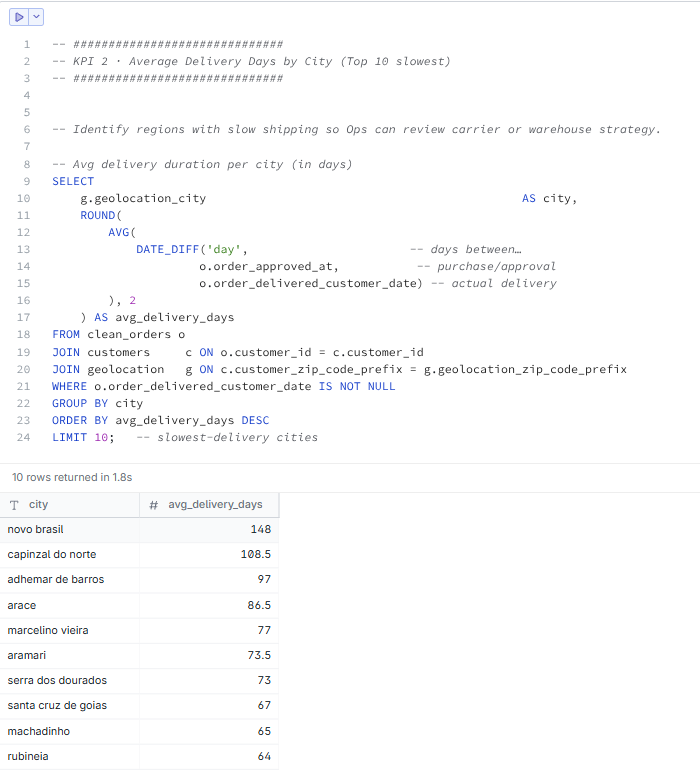 1 -- ##############################
2 -- KPI 2 · Average Delivery Days by City (Top 10 slowest)
3 -- ##############################
4
5
6 -- Identify regions with slow shipping so Ops can review carrier or warehouse strategy.
7
8 -- Avg delivery duration per city (in days)
9 SELECT
10     g.geolocation_city                                             AS city,
11     ROUND(
12         AVG(
13             DATE_DIFF('day',                       -- days between…
14                      o.order_approved_at,           -- purchase/approval
15                      o.order_delivered_customer_date) -- actual delivery
16         ), 2
17     ) AS avg_delivery_days
18 FROM clean_orders o
19 JOIN customers     c ON o.customer_id = c.customer_id
20 JOIN geolocation   g ON c.customer_zip_code_prefix = g.geolocation_zip_code_prefix
21 WHERE o.order_delivered_customer_date IS NOT NULL
22 GROUP BY city
23 ORDER BY avg_delivery_days DESC
24 LIMIT 10;   -- slowest-delivery cities
10 rows returned in 1.8s
T city # avg_delivery_days
novo brasil 148
capinzal do norte 108.5
adhemar de barros 97
arace 86.5
marcelino vieira 77
aramari 73.5
serra dos dourados 73
santa cruz de goias 67
machadinho 65
rubineia 64